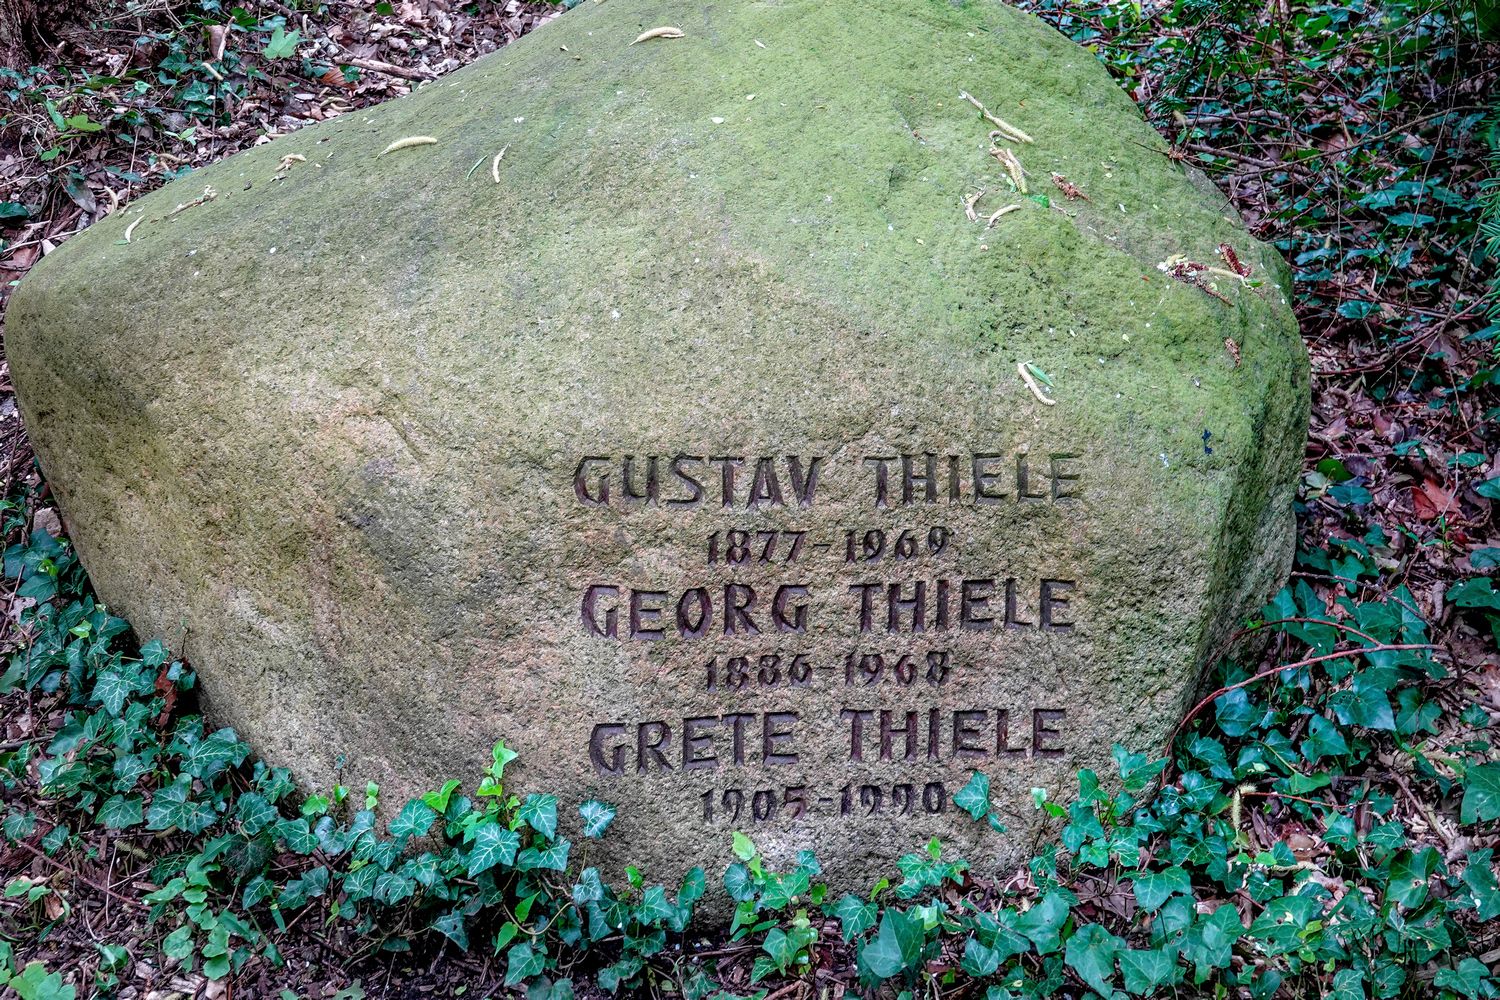 GUSTAV THIELE
1877-1969
GEORG THIELE
1886-1968
GRETE THIELE
1905-1990